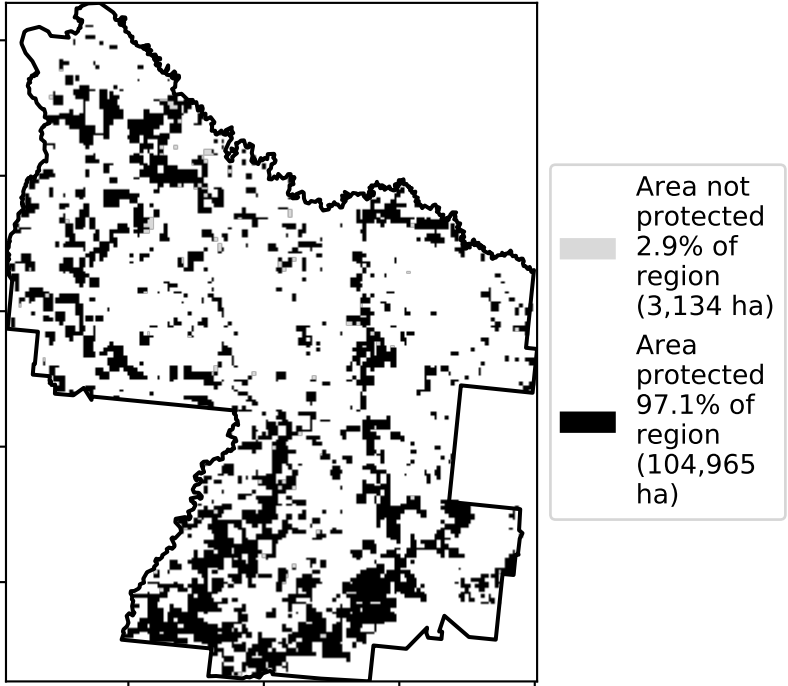 Area not
protected
2.9% of
region
(3,134 ha)
Area
protected
97.1% of
region
(104,965
ha)